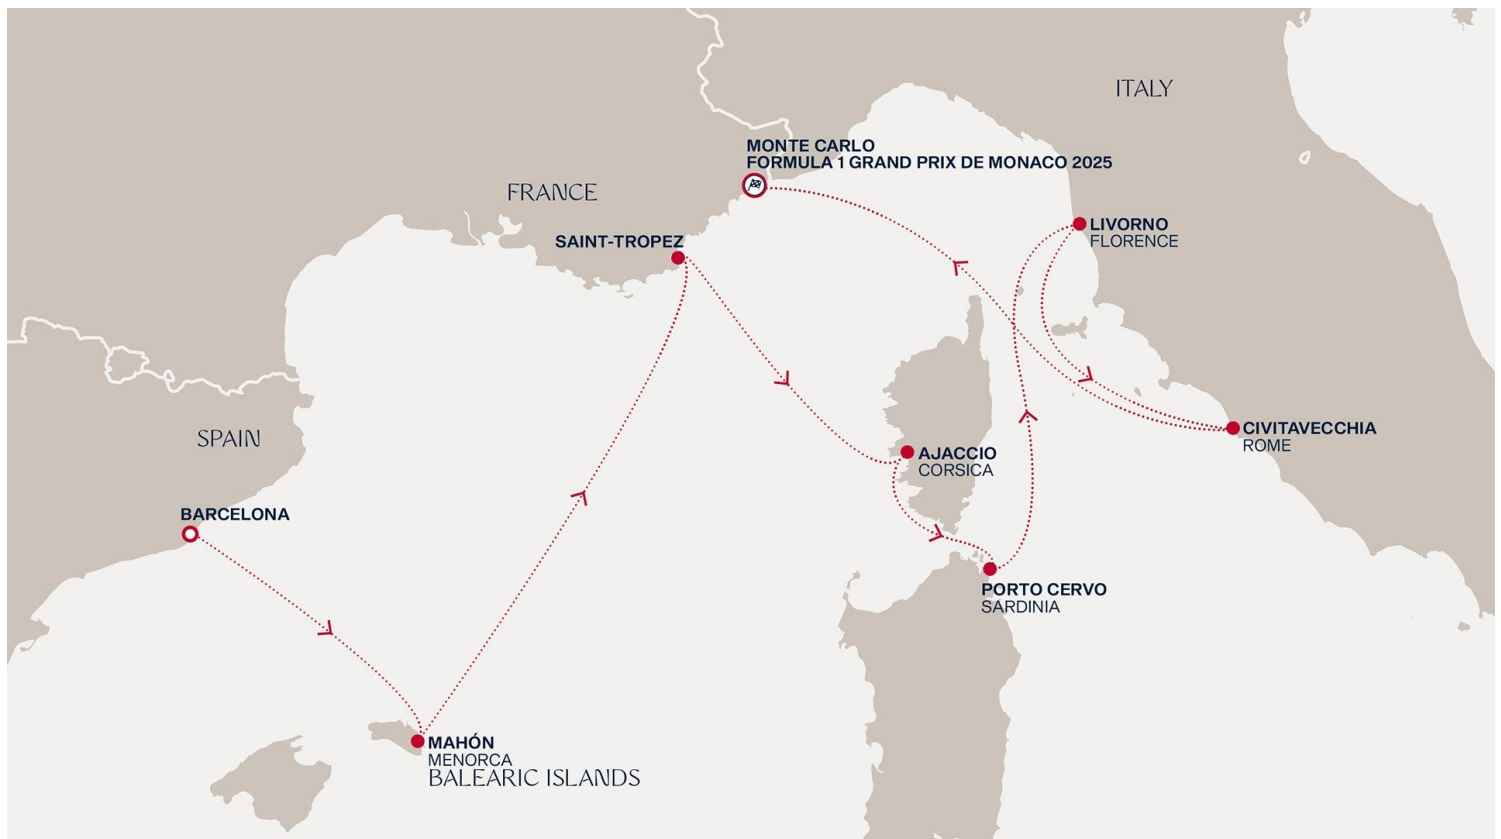 ITALY
MONTE CARLO
FORMULA 1 GRAND PRIX DE MONACO 2025
FRANCE
SAINT-TROPEZ
LIVORNO
FLORENCE
SPAIN
CIVITAVECCHIA
ROME
AJACCIO
CORSICA
BARCELONA
PORTO CERVO
SARDINIA
MAHÓN
MENORCA
BALEARIC ISLANDS